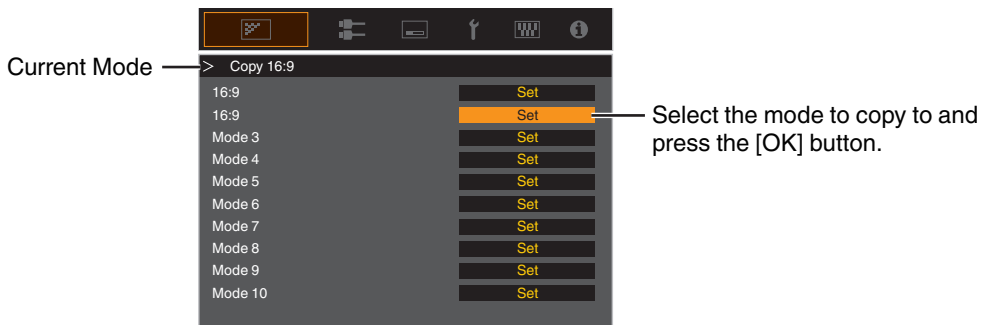 Current Mode
> Copy 16:9
16:9 Set
16:9 Set
Mode 3 Set
Mode 4 Set
Mode 5 Set
Mode 6 Set
Mode 7 Set
Mode 8 Set
Mode 9 Set
Mode 10 Set
Select the mode to copy to and
press the [OK] button.